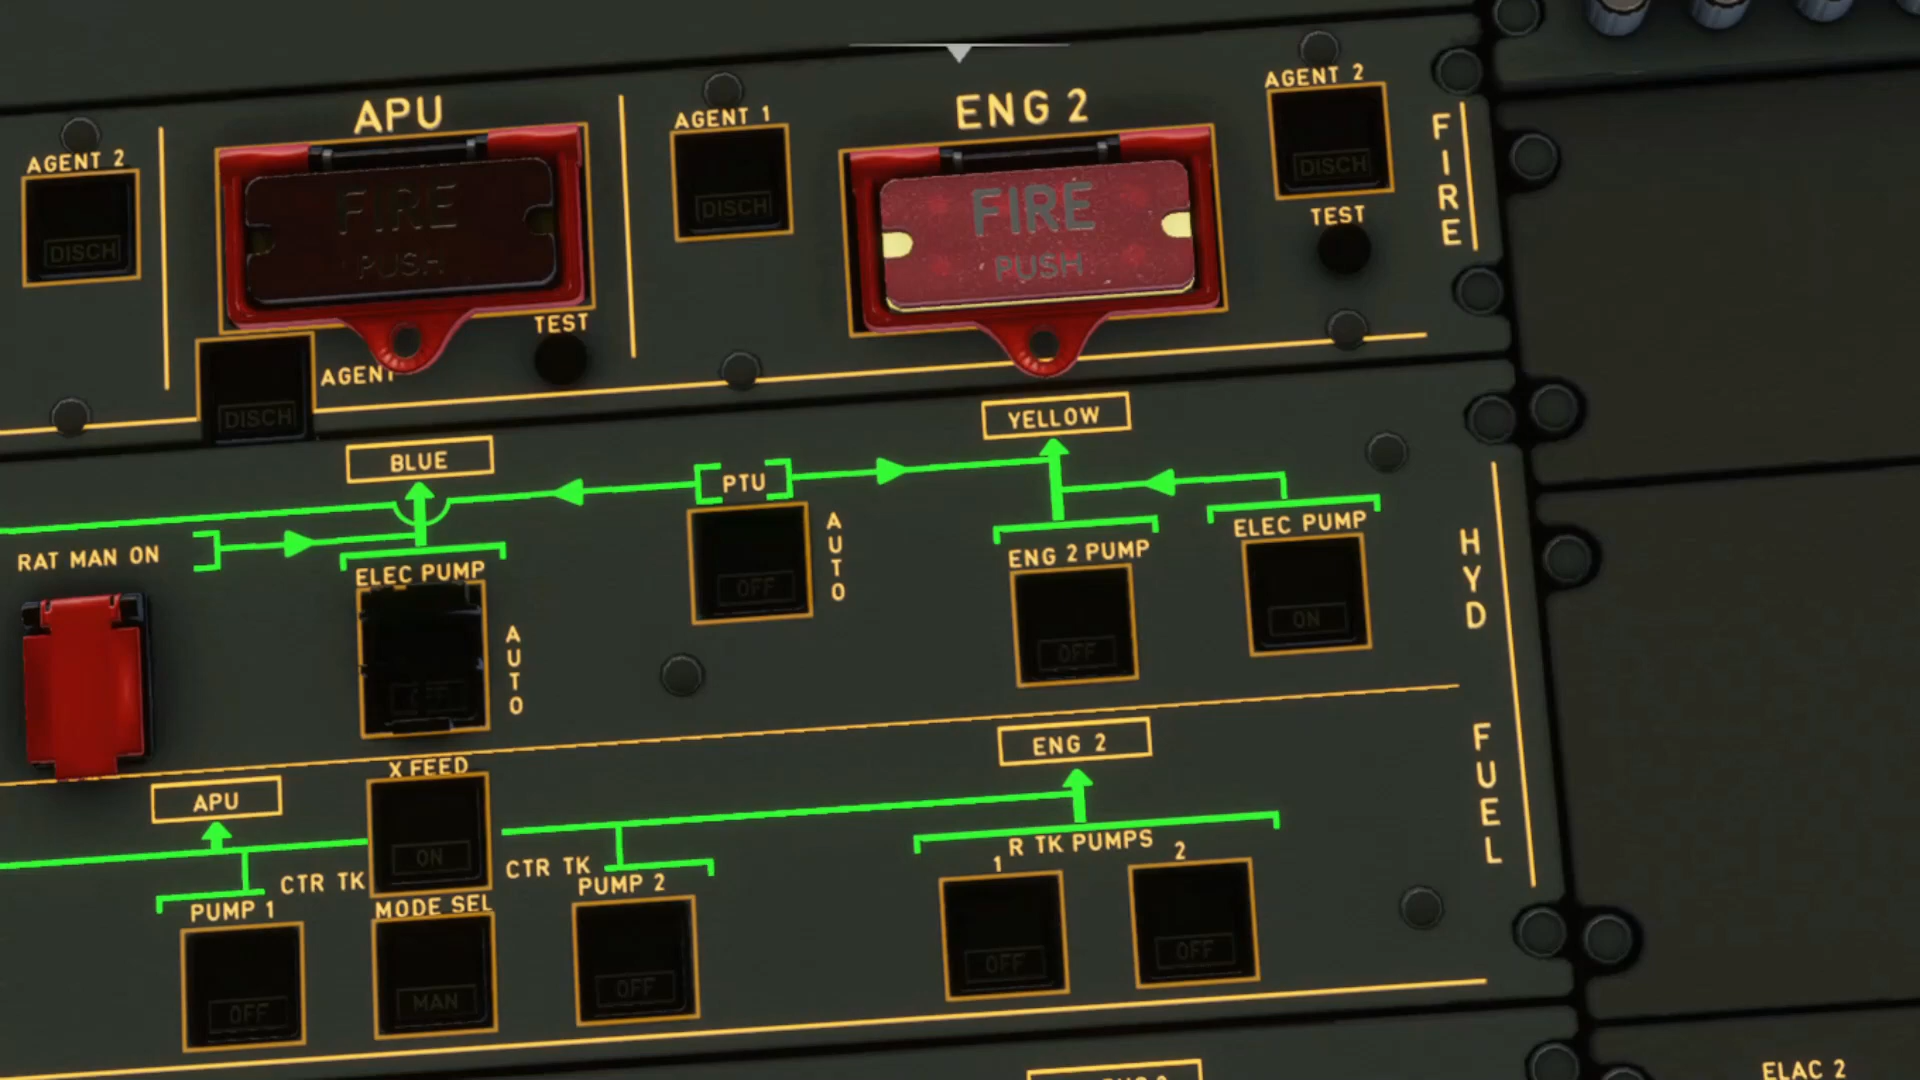 AGENT 2
DISCH
APU
FIRE
PUSH
TEST
AGENT
DISCH
AGENT 1
DISCH
ENG 2
FIRE
PUSH
AGENT 2
DISCH
TEST
FIRE
BLUE
PTU
YELLOW
RAT MAN ON
ELEC PUMP
AUTO
OFF
AUTO
ENG 2 PUMP
OFF
ELEC PUMP
ON
HYD
APU
X FEED
ON
ENG 2
FUEL
CTR TK
PUMP 1
OFF
MODE SEL
MAN
CTR TK
PUMP 2
OFF
R TK PUMPS
1
OFF
2
OFF
ELAC 2